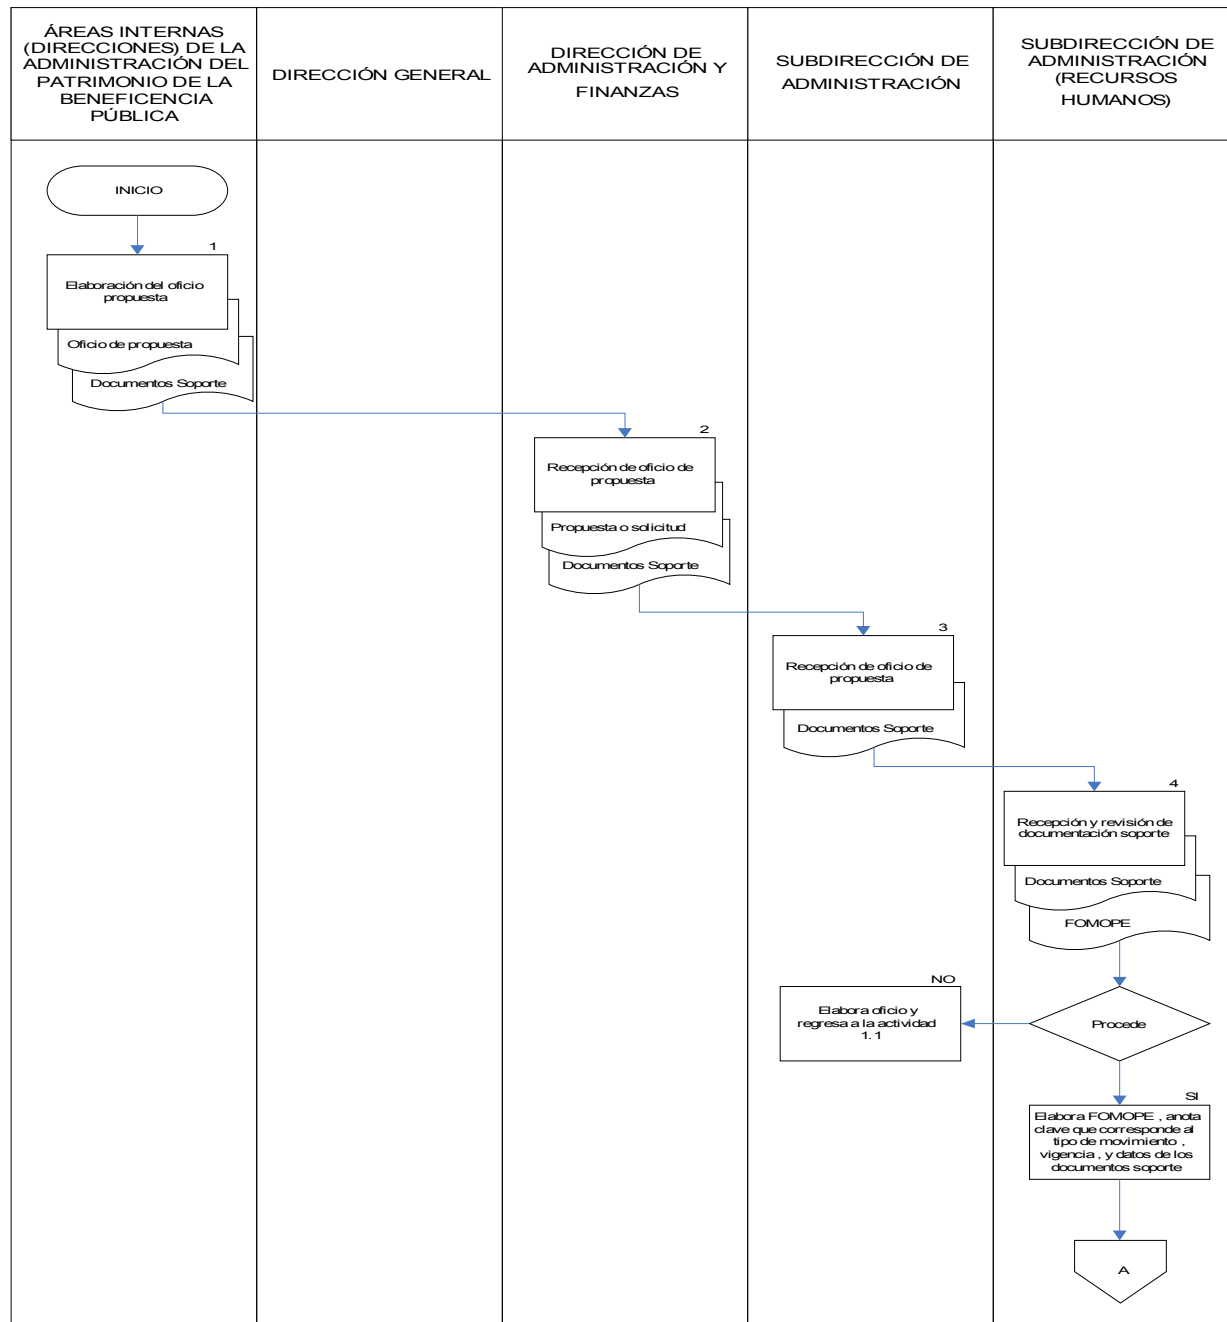 ÁREAS INTERNAS
(DIRECCIONES) DE LA
ADMINISTRACIÓN DEL
PATRIMONIO DE LA
BENEFICENCIA
PÚBLICA
DIRECCIÓN GENERAL
DIRECCIÓN DE
ADMINISTRACIÓN Y
FINANZAS
SUBDIRECCIÓN DE
ADMINISTRACIÓN
SUBDIRECCIÓN DE
ADMINISTRACIÓN
(RECURSOS
HUMANOS)
INICIO
1
Elaboración del oficio
propuesta
Oficio de propuesta
Documentos Soporte
2
Recepción de oficio de
propuesta
Propuesta o solicitud
Documentos Soporte
3
Recepción de oficio de
propuesta
Documentos Soporte
4
Recepción y revisión de
documentación soporte
Documentos Soporte
FOMOPE
Procede
NO
Elabora oficio y
regresa a la actividad
1.1
SI
Elabora FOMOPE , anota
clave que corresponde al
tipo de movimiento ,
vigencia , y datos de los
documentos soporte
A